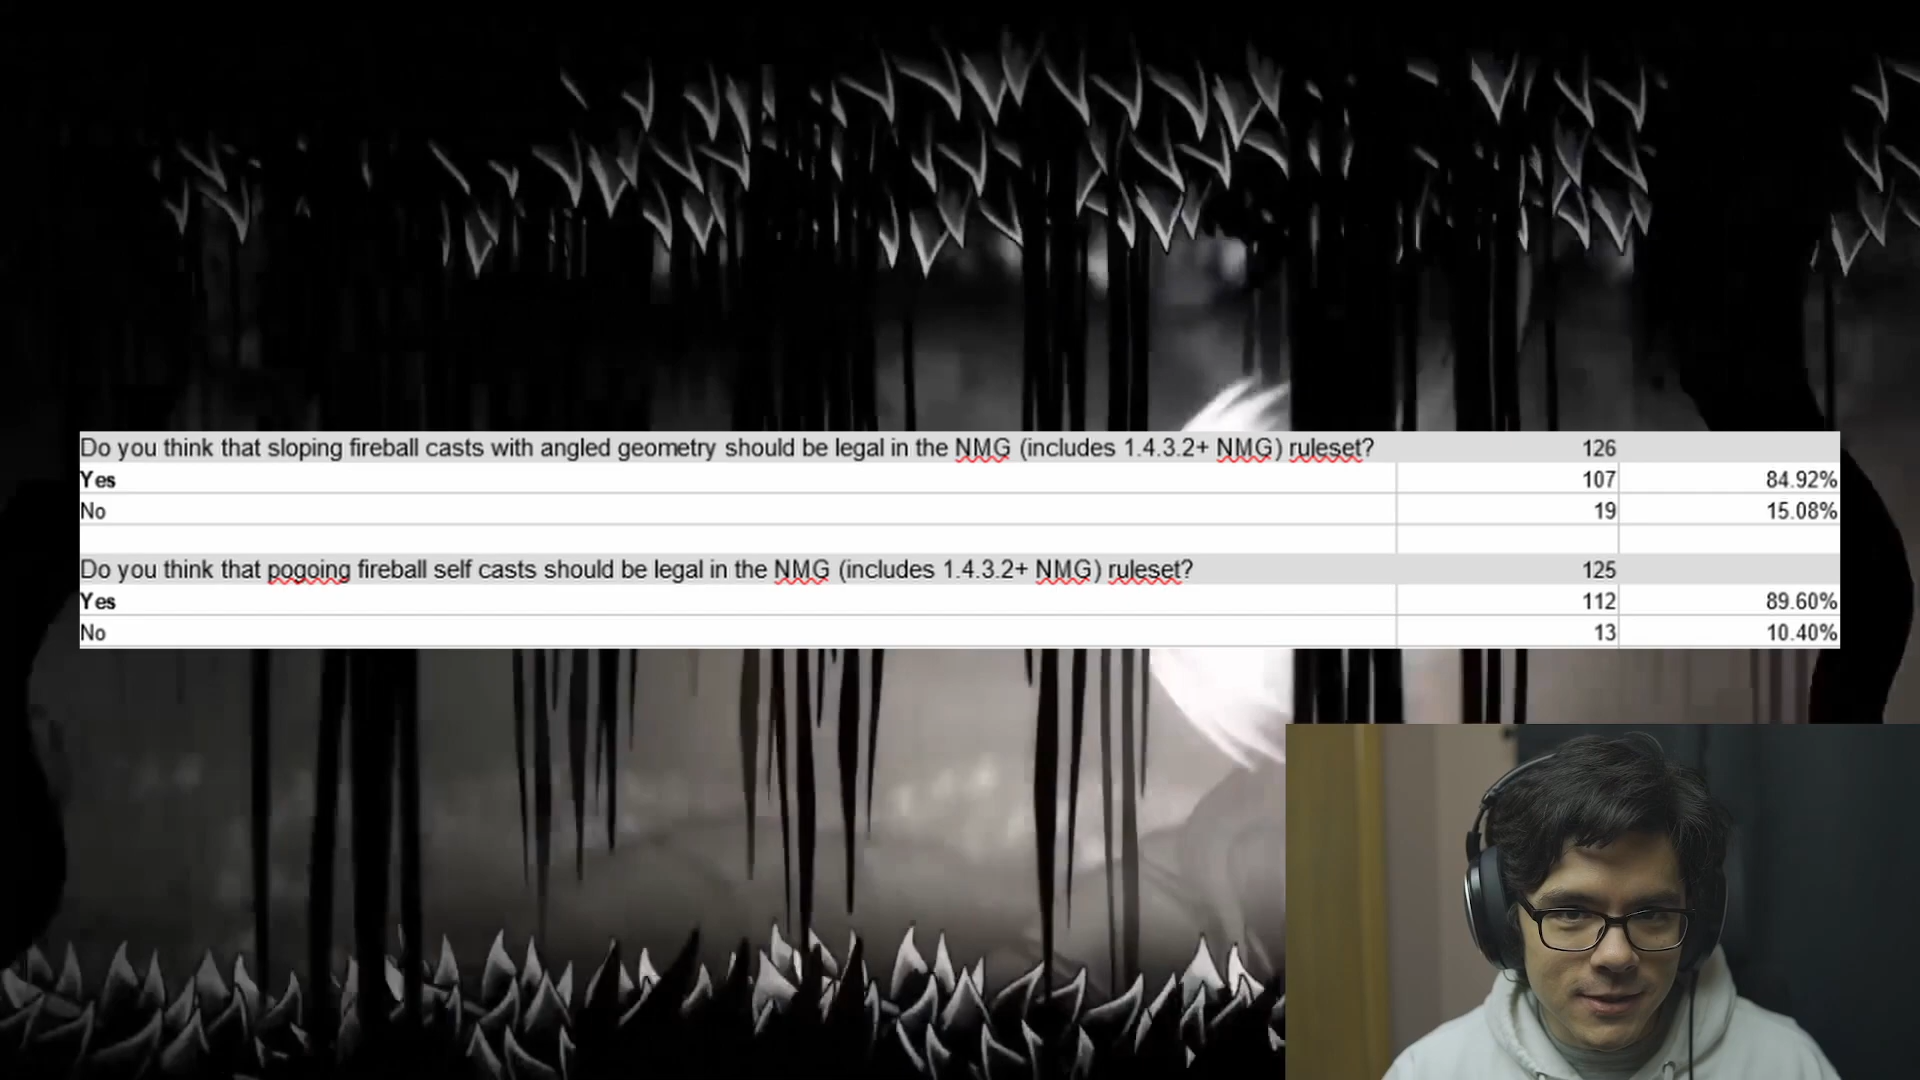 Do you think that sloping fireball casts with angled geometry should be legal in the NMG (includes 1.4.3.2+ NMG) ruleset? 126
Yes 107 84.92%
No 19 15.08%
Do you think that pogoing fireball self casts should be legal in the NMG (includes 1.4.3.2+ NMG) ruleset? 125
Yes 112 89.60%
No 13 10.40%